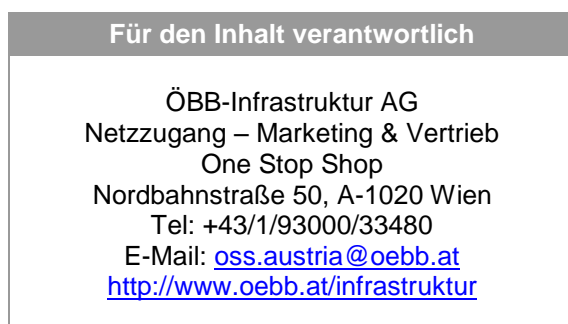 Für den Inhalt verantwortlich
ÖBB-Infrastruktur AG
Netzzugang – Marketing & Vertrieb
One Stop Shop
Nordbahnstraße 50, A-1020 Wien
Tel: +43/1/93000/33480
E-Mail: oss.austria@oebb.at
http://www.oebb.at/infrastruktur